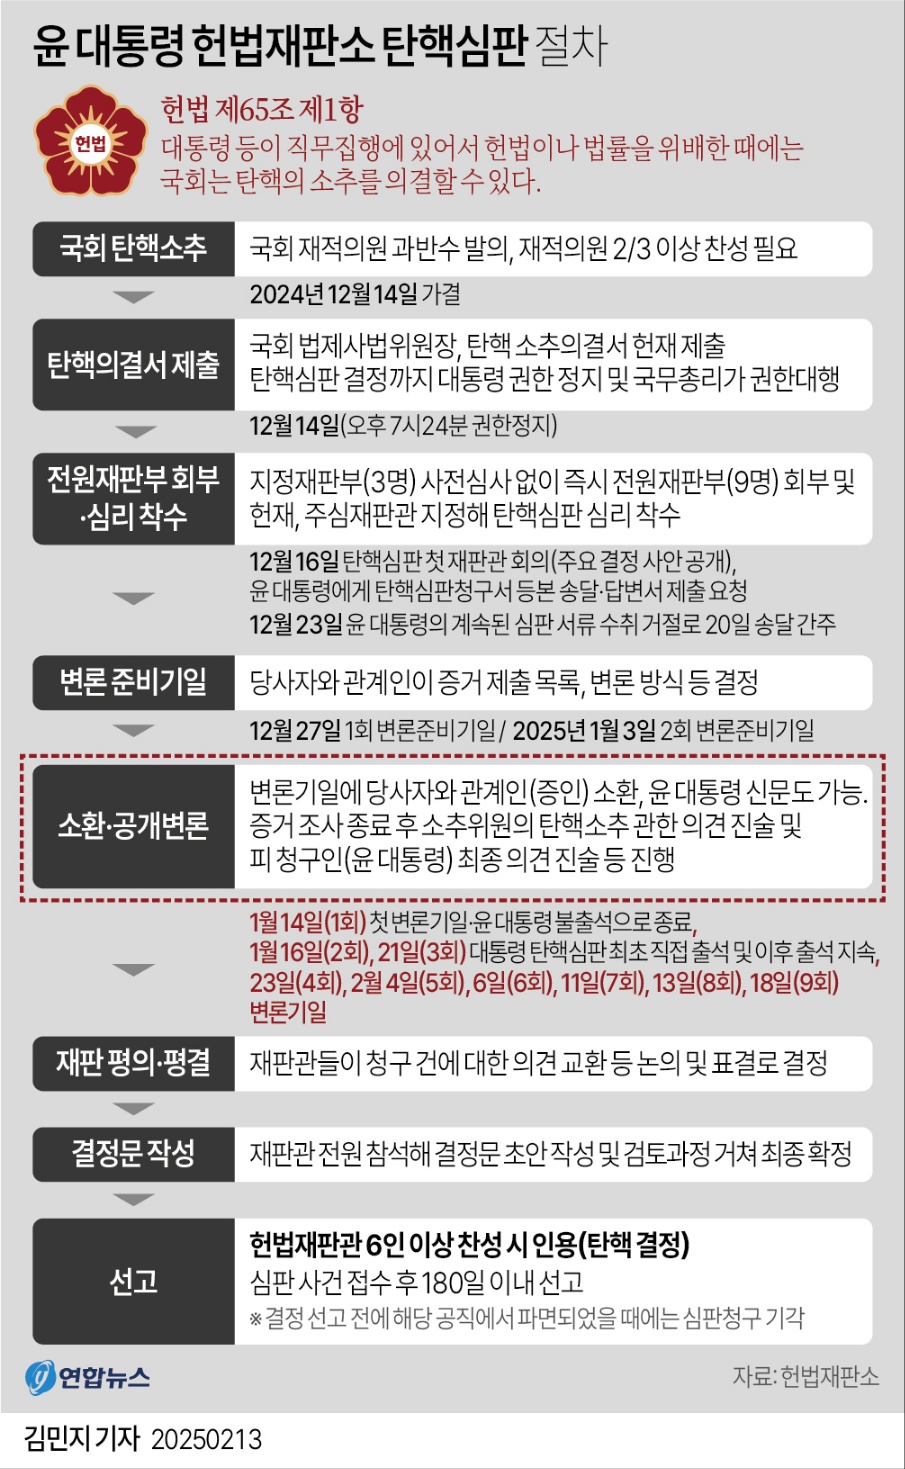 윤 대통령 헌법재판소 탄핵심판 절차
헌법
헌법 제65조 제1항
대통령 등이 직무집행에 있어서 헌법이나 법률을 위배한 때에는
국회는 탄핵의 소추를 의결할 수 있다.
국회 탄핵소추
국회 재적의원 과반수 발의, 재적의원 2/3 이상 찬성 필요
2024년 12월 14일 가결
탄핵의결서 제출
국회 법제사법위원장, 탄핵 소추의결서 헌재 제출
탄핵심판 결정까지 대통령 권한 정지 및 국무총리가 권한대행
12월 14일(오후 7시24분 권한정지)
전원재판부 회부
·심리 착수
지정재판부(3명) 사전심사 없이 즉시 전원재판부(9명) 회부 및
헌재, 주심재판관 지정해 탄핵심판 심리 착수
12월 16일 탄핵심판 첫 재판관 회의(주요 결정 사안 공개),
윤 대통령에게 탄핵심판청구서 등본 송달·답변서 제출 요청
12월 23일 윤 대통령의 계속된 심판 서류 수취 거절로 20일 송달 간주
변론 준비기일
당사자와 관계인이 증거 제출 목록, 변론 방식 등 결정
12월 27일 1회 변론준비기일 / 2025년 1월 3일 2회 변론준비기일
소환·공개변론
변론기일에 당사자와 관계인(증인) 소환, 윤 대통령 신문도 가능.
증거 조사 종료 후 소추위원의 탄핵소추 관한 의견 진술 및
피 청구인(윤 대통령) 최종 의견 진술 등 진행
1월 14일(1회) 첫 변론기일·윤 대통령 불출석으로 종료,
1월 16일(2회), 21일(3회) 대통령 탄핵심판 최초 직접 출석 및 이후 출석 지속,
23일(4회), 2월 4일(5회), 6일(6회), 11일(7회), 13일(8회), 18일(9회)
변론기일
재판 평의·평결
재판관들이 청구 건에 대한 의견 교환 등 논의 및 표결로 결정
결정문 작성
재판관 전원 참석해 결정문 초안 작성 및 검토과정 거쳐 최종 확정
선고
헌법재판관 6인 이상 찬성 시 인용(탄핵 결정)
심판 사건 접수 후 180일 이내 선고
※ 결정 선고 전에 해당 공직에서 파면되었을 때에는 심판청구 기각
연합뉴스
자료: 헌법재판소
김민지 기자 20250213